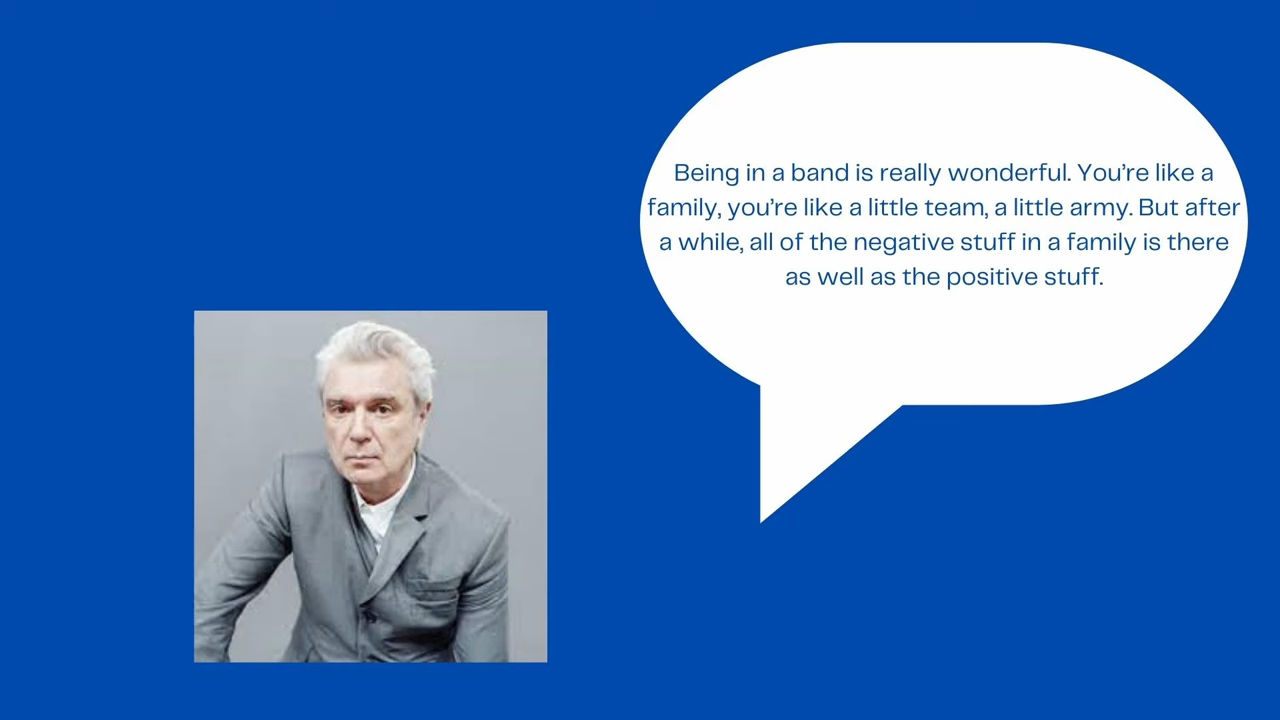 Being in a band is really wonderful. You’re like a
family, you’re like a little team, a little army. But after
a while, all of the negative stuff in a family is there
as well as the positive stuff.